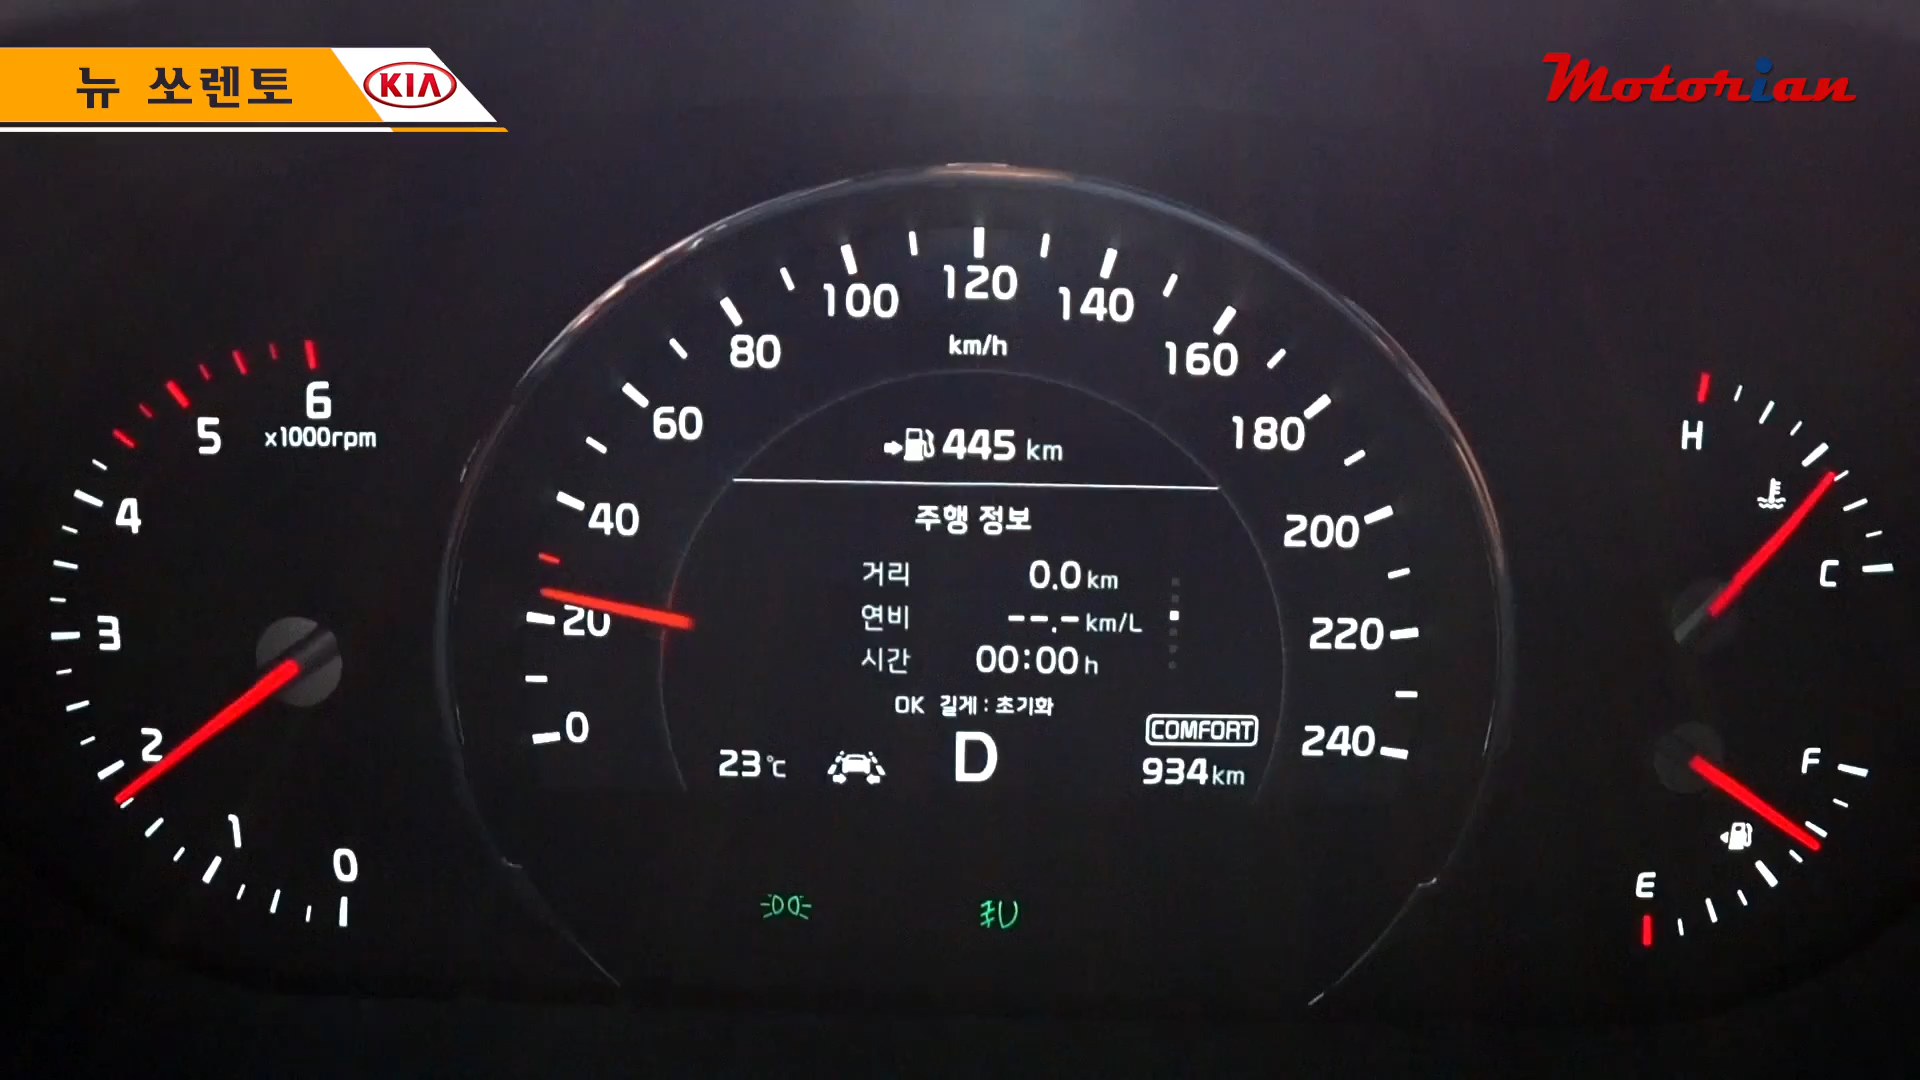 뉴 쏘렌토
KIA
Motorian
6
5
x1000rpm
4
3
2
1
0
120
100
140
km/h
80
160
60
180
40
200
20
220
0
240
445 km
주행 정보
거리 0.0 km
연비 --.- km/L
시간 00:00 h
OK 길게 : 초기화
COMFORT
23°C
D
934 km
H
C
F
E